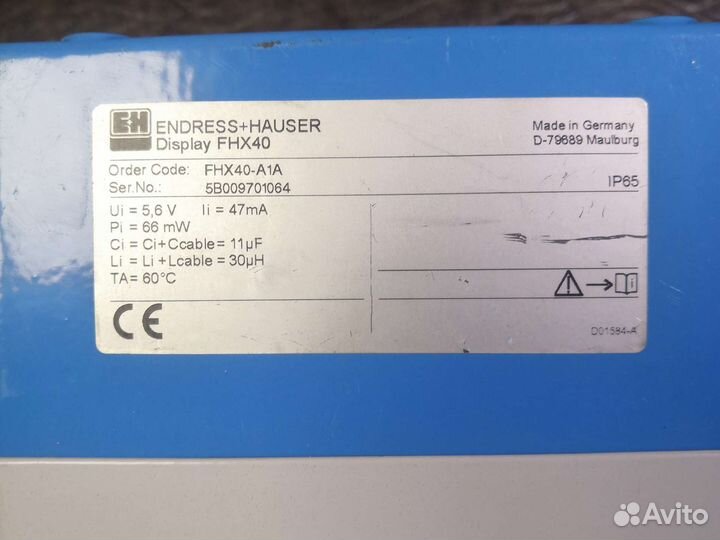 E+H ENDRESS+HAUSER
Display FHX40
Made in Germany
D-79689 Maulburg
Order Code: FHX40-A1A
Ser.No.: 5B009701064
IP65
Ui = 5,6 V Ii = 47mA
Pi = 66 mW
Ci = Ci+Ccable= 11µF
Li = Li +Lcable= 30µH
TA= 60°C
CE
i
D01584-A
Avito